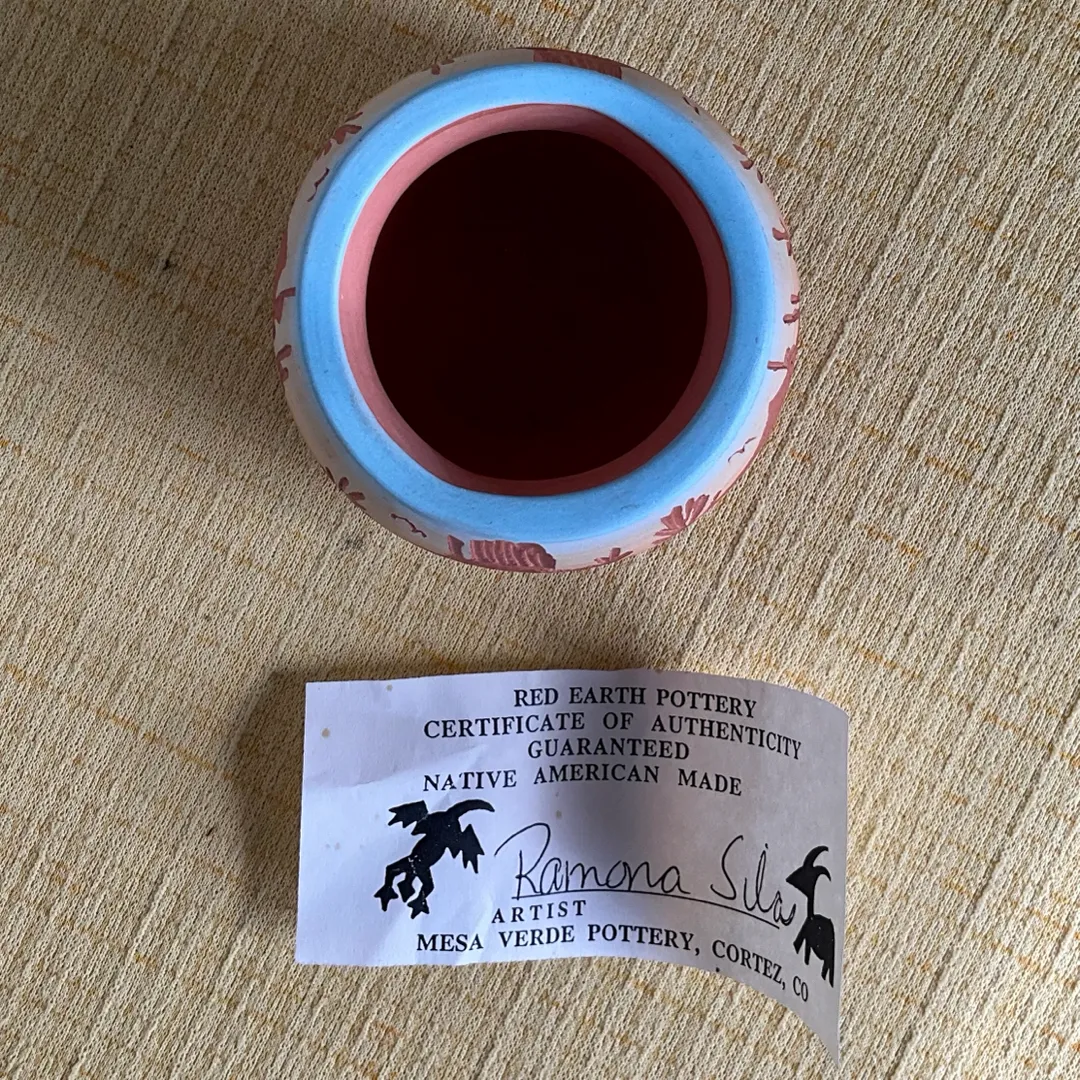 RED EARTH POTTERY
CERTIFICATE OF AUTHENTICITY
GUARANTEED
NATIVE AMERICAN MADE
Ramona Sila
ARTIST
MESA VERDE POTTERY, CORTEZ, CO